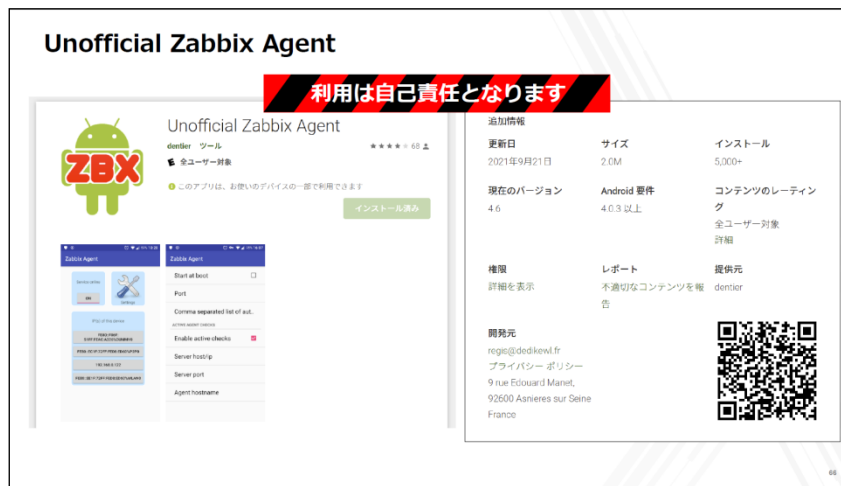 Unofficial Zabbix Agent
利用は自己責任となります
ZBX
Unofficial Zabbix Agent
dentier ツール
★★★★★ 68
E 全ユーザー対象
このアプリは、お使いのデバイスの一部で利用できます
インストール済み
Zabbix Agent
Service active
ON
Settings
Zabbix Agent
Start at boot
Port
Comma separated list of aut..
Enable active checks
Server host/ip
Server port
Agent hostname
追加情報
更新日
2021年9月21日
サイズ
2.0M
インストール
5,000+
現在のバージョン
4.6
Android 要件
4.0.3 以上
コンテンツのレーティン
グ
全ユーザー対象
詳細
権限
詳細を表示
レポート
不適切なコンテンツを報
告
提供元
dentier
開発元
regis@dedikewl.fr
プライバシー ポリシー
9 rue Edouard Manet,
92600 Asnieres sur Seine
France